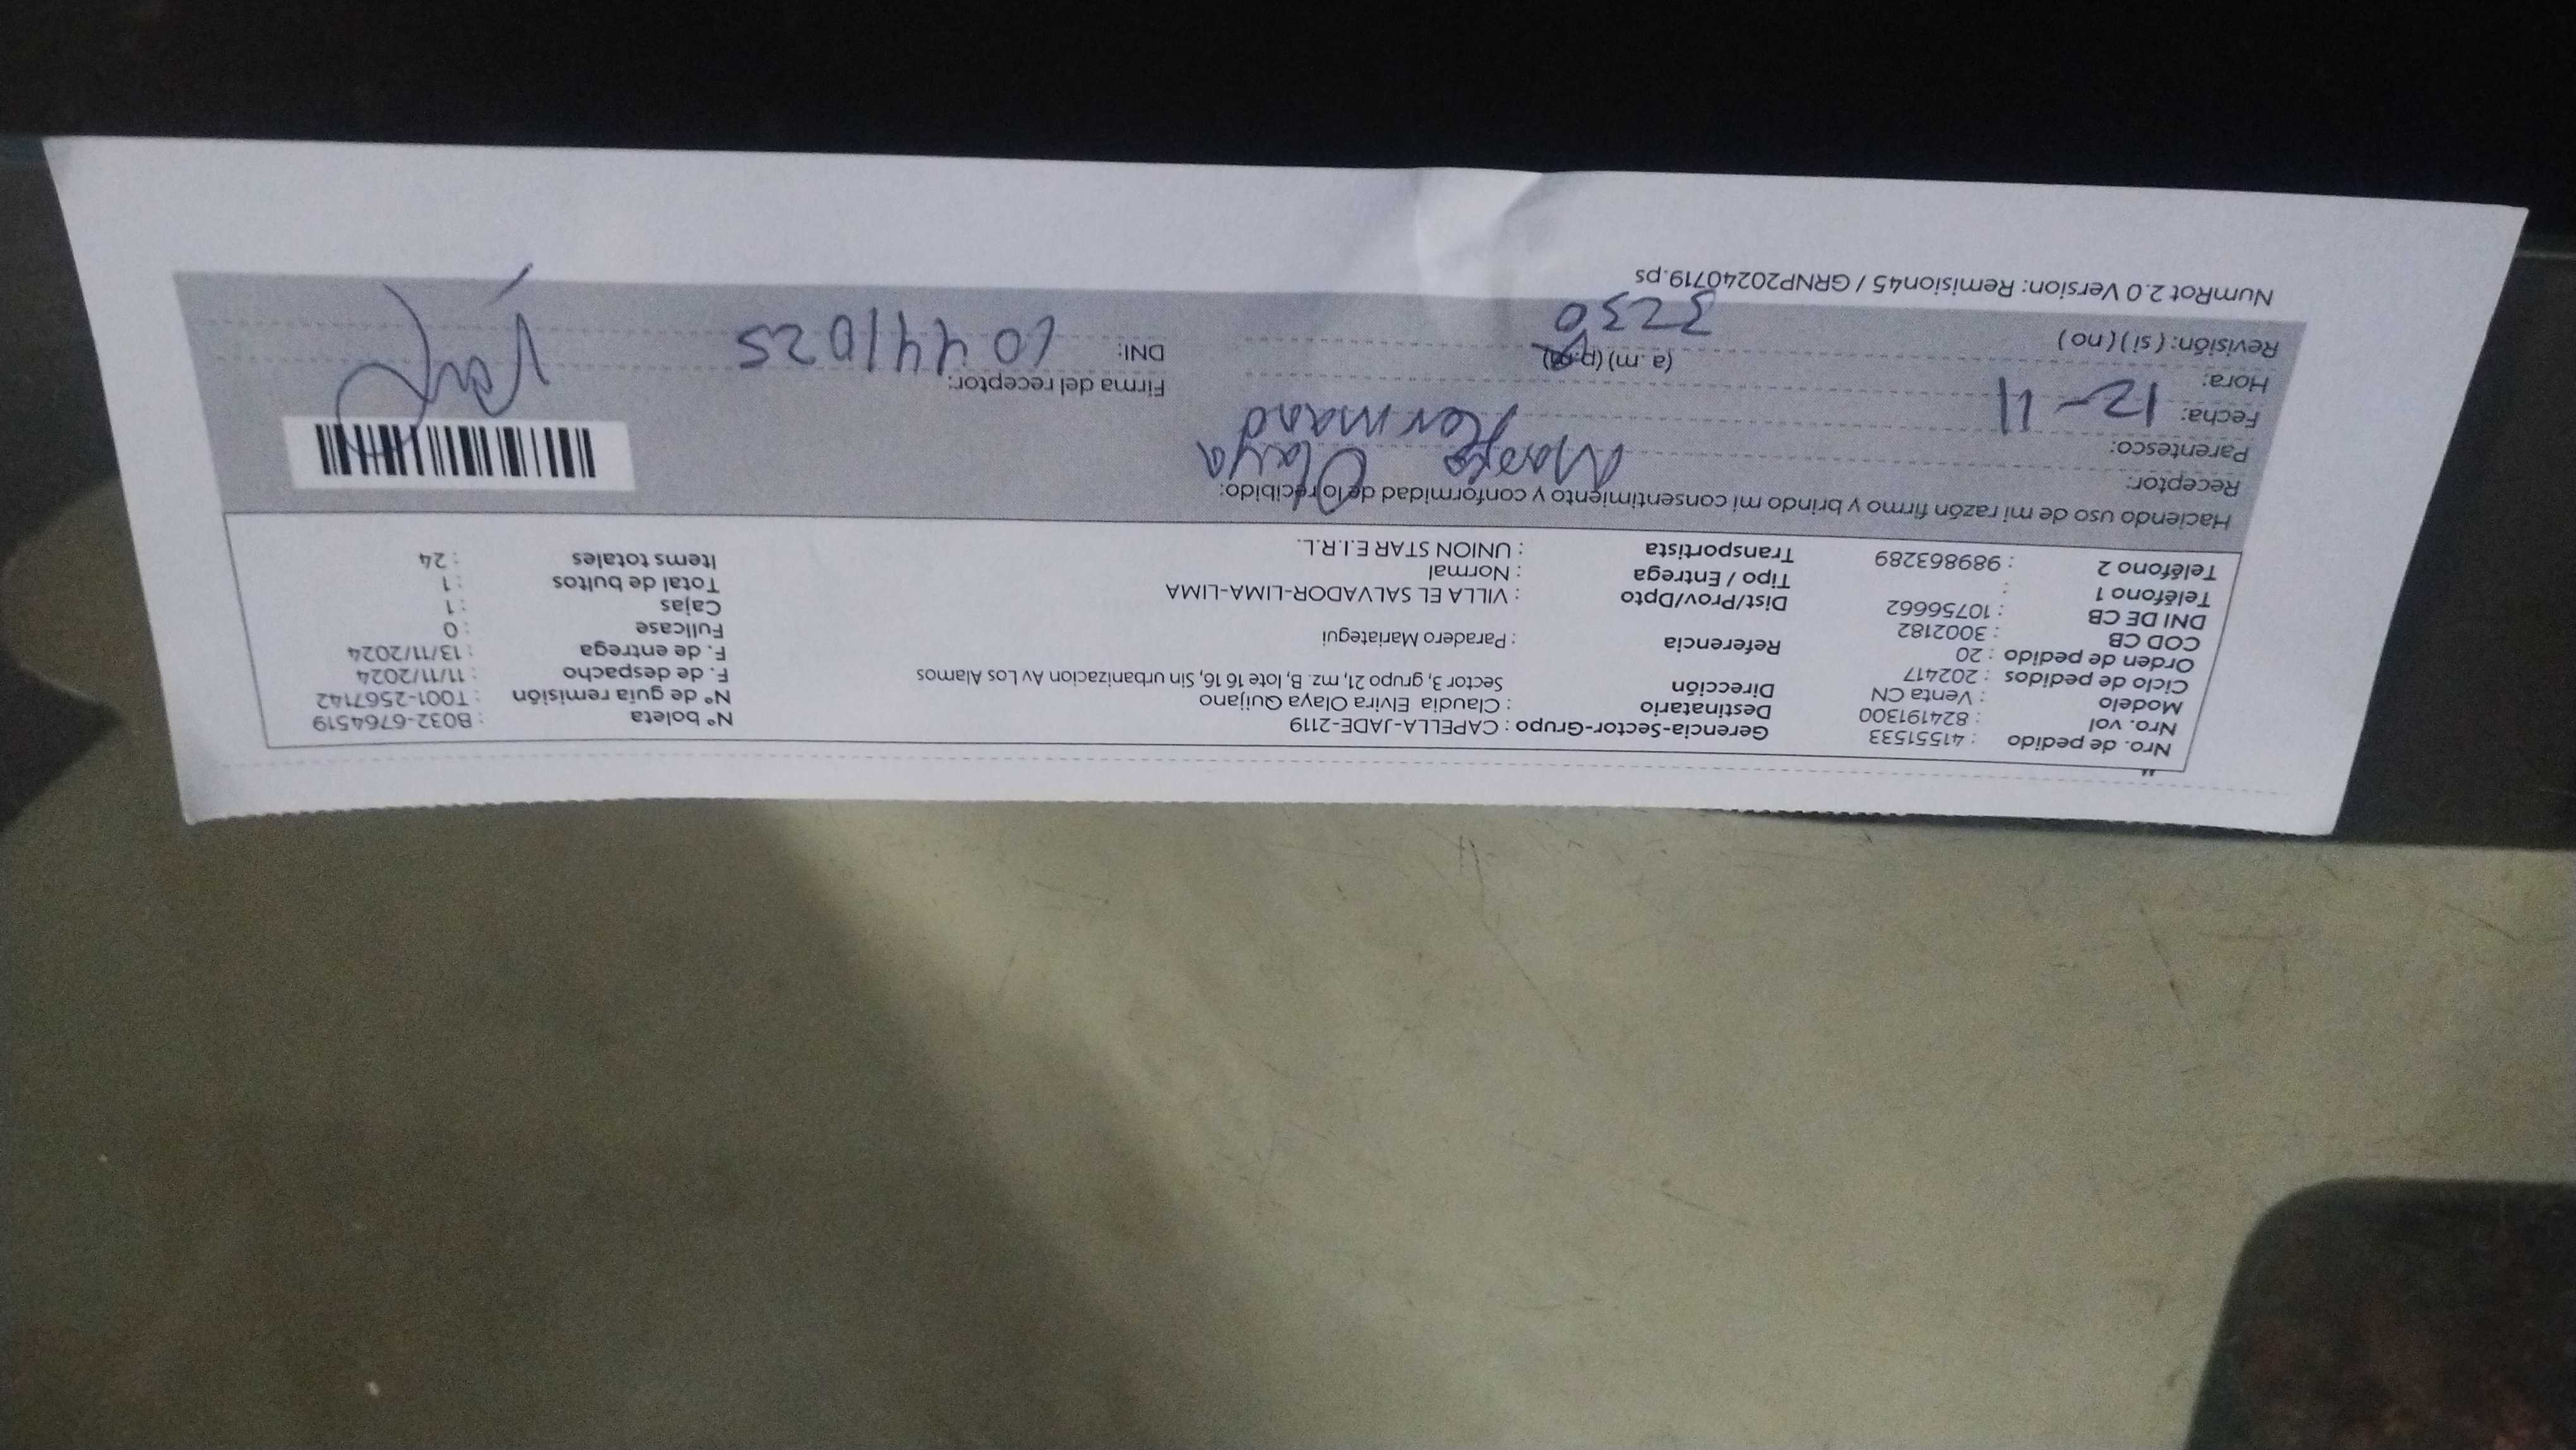 Nro. de pedido : 41551533 Gerencia-Sector-Grupo : CAPELLA-JADE-2119 Nº boleta : B032-6764519
Nro. vol : 824191300 Destinatario : Claudia Elvira Olaya Quijano Nº de guía remisión : T001-2567142
Modelo : Venta CN Dirección Sector 3, grupo 21, mz. B, lote 16 16, Sin urbanizacion Av Los Alamos F. de despacho : 11/11/2024
Ciclo de pedidos : 202417 F. de entrega : 13/11/2024
Orden de pedido : 20 Referencia : Paradero Mariategui Fullcase : 0
COD CB : 3002182 Dist/Prov/Dpto : VILLA EL SALVADOR-LIMA-LIMA Cajas : 1
DNI DE CB : 10756662 Tipo / Entrega : Normal Total de bultos : 1
Teléfono 1 : Transportista : UNION STAR E.I.R.L. Items totales : 24
Teléfono 2 : 989863289
Haciendo uso de mi razón firmo y brindo mi consentimiento y conformidad de lo recibido:
Receptor: Olaya
Parentesco: Hermano
Fecha: 12-11
Hora: (a.m) (p.m) Firma del receptor:
Revisión: ( si ) ( no ) 3230 DNI: 10441025
NumRot 2.0 Version: Remision45 / GRNP20240719.ps